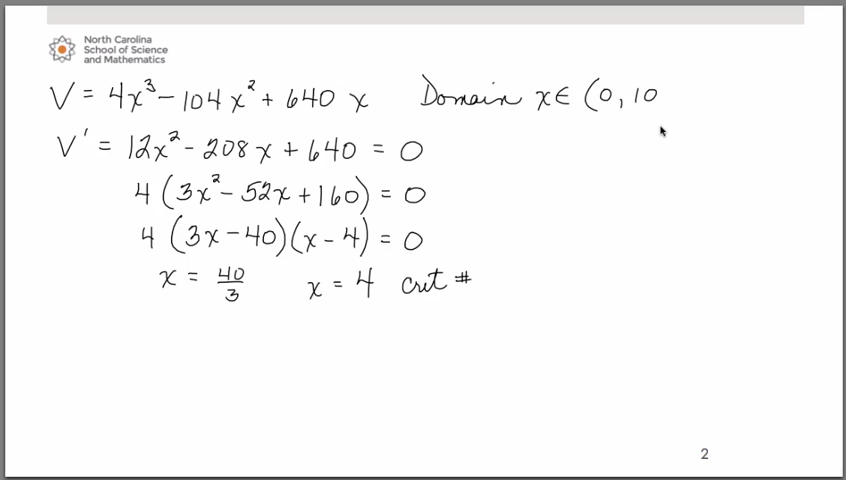 North Carolina
School of Science
and Mathematics
V = 4x³ − 104x² + 640x Domain x ∈ (0, 10
V' = 12x² − 208x + 640 = 0
4(3x² − 52x + 160) = 0
4(3x − 40)(x − 4) = 0
x = 40/3 x = 4 crit #
2